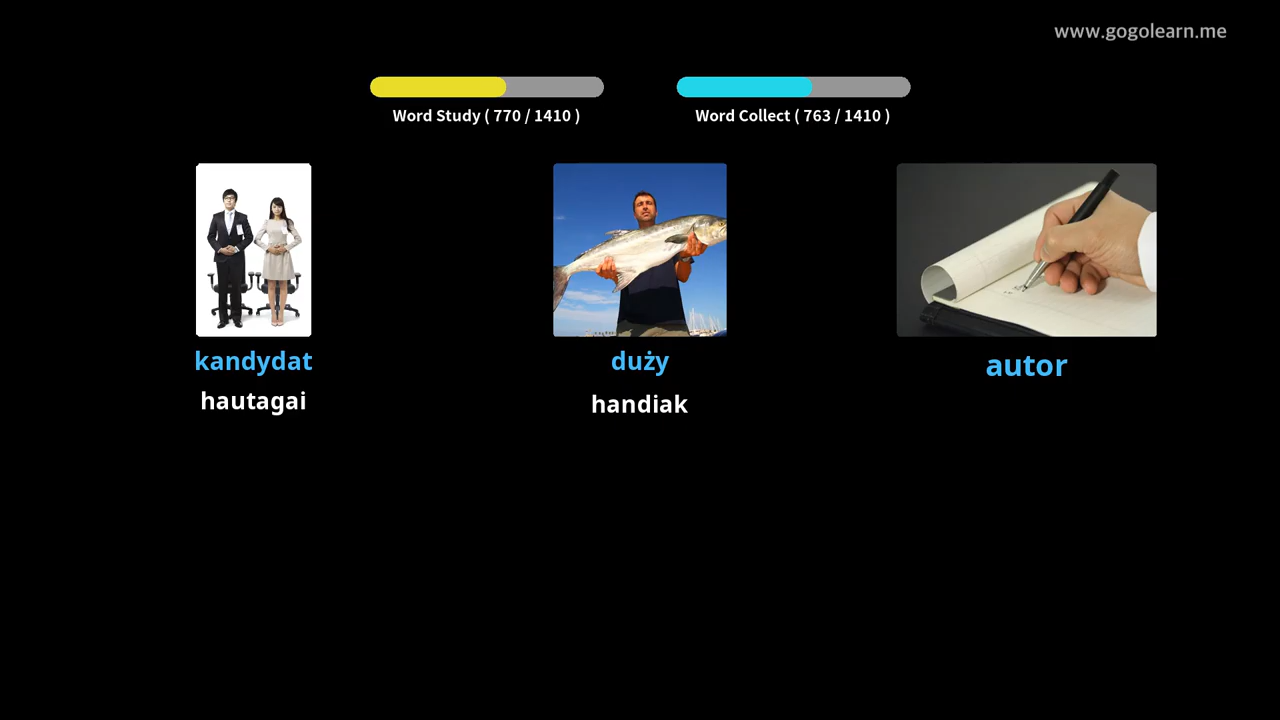 www.gogolearn.me
Word Study ( 770 / 1410 )
Word Collect ( 763 / 1410 )
kandydat
hautagai
duży
handiak
autor